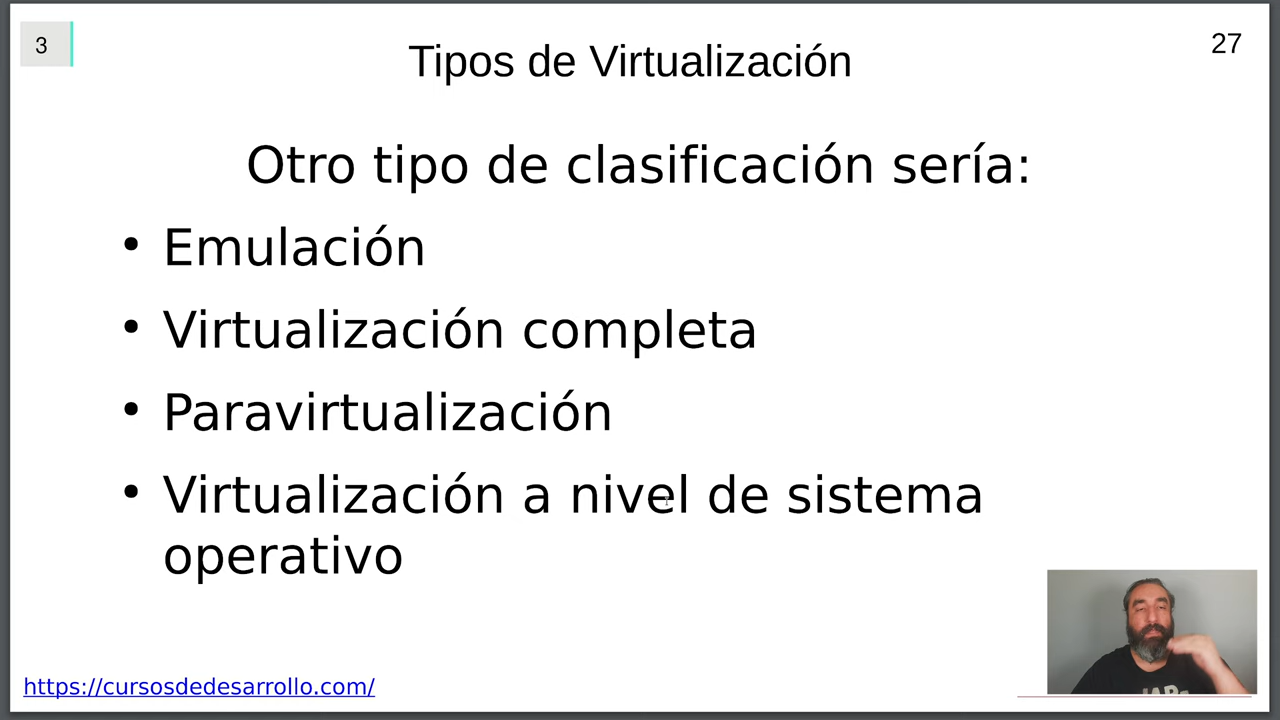 3
Tipos de Virtualización
27
Otro tipo de clasificación sería:
• Emulación
• Virtualización completa
• Paravirtualización
• Virtualización a nivel de sistema
operativo
https://cursosdedesarrollo.com/